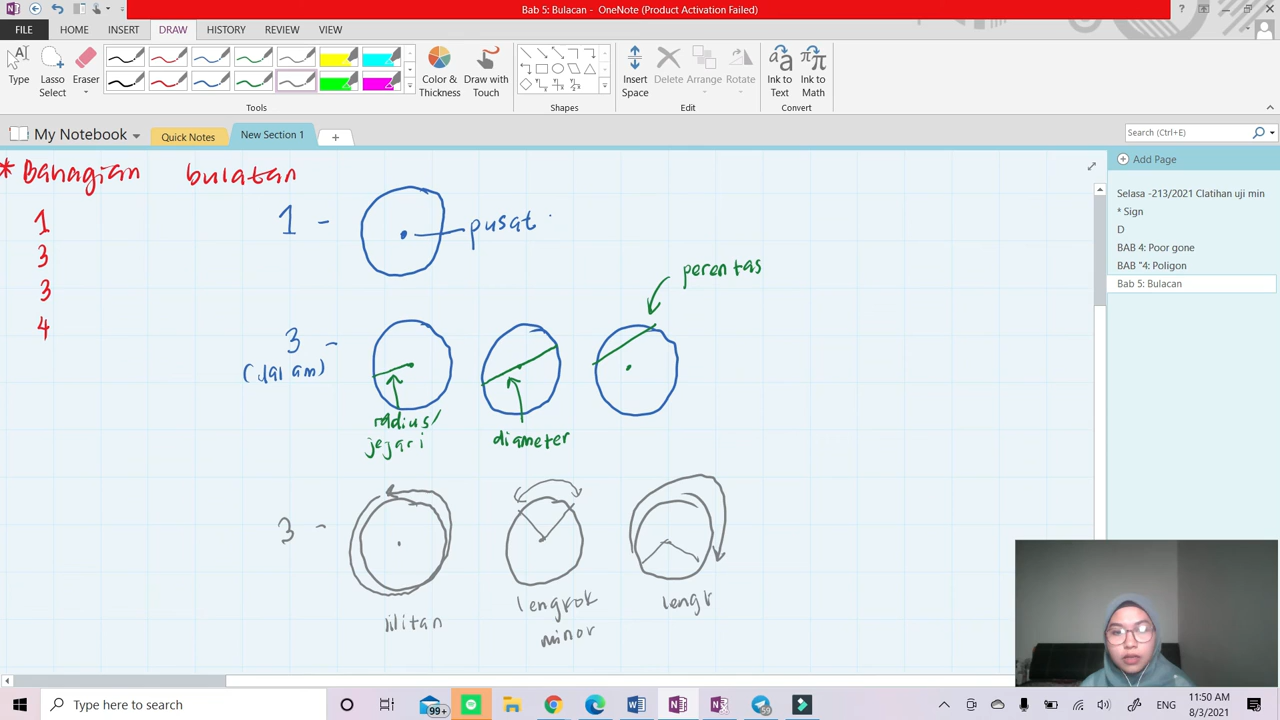 Bab 5: Bulacan - OneNote (Product Activation Failed)
FILE HOME INSERT DRAW HISTORY REVIEW VIEW
Type
Lasso Select
Eraser
Color & Thickness
Draw with Touch
Insert Space
Delete
Arrange
Rotate
Ink to Text
Ink to Math
Tools
Shapes
Edit
Convert
My Notebook
Quick Notes
New Section 1
Search (Ctrl+E)
Add Page
Selasa -213/2021 Clatihan uji min
* Sign
D
BAB 4: Poor gone
BAB "4: Poligon
Bab 5: Bulacan
* Bahagian bulatan
1
3
3
4
1 -
pusat
perentas
3 -
(dalam)
radius/
jejari
diameter
3 -
lilitan
lengkok
minor
lengk
Type here to search
99+
11:50 AM
8/3/2021